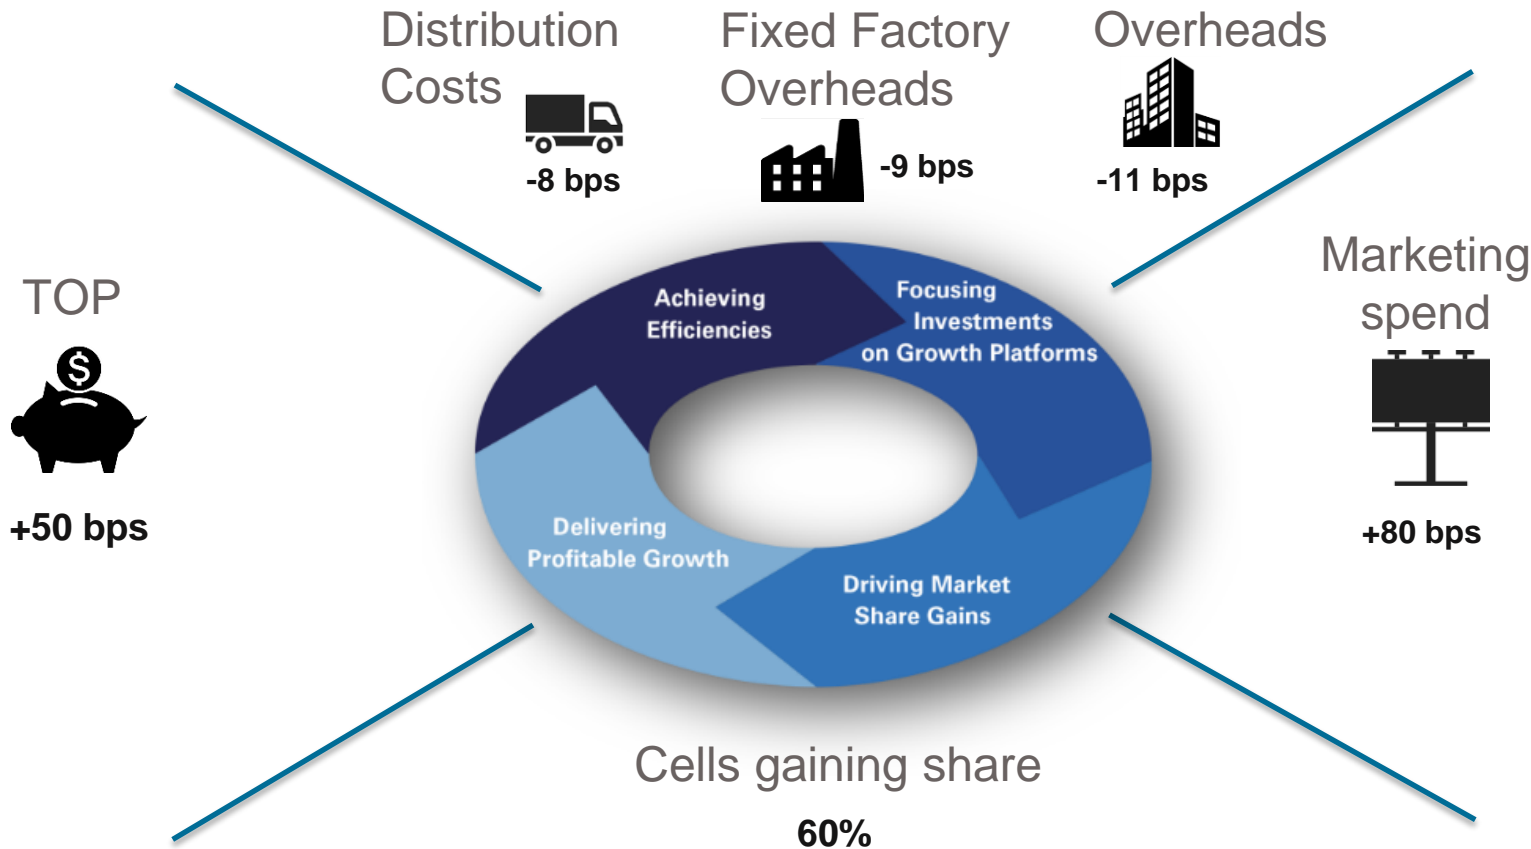 Distribution
Costs
-8 bps
Fixed Factory
Overheads
-9 bps
Overheads
-11 bps
TOP
$
+50 bps
Marketing
spend
+80 bps
Achieving
Efficiencies
Focusing
Investments
on Growth Platforms
Delivering
Profitable Growth
Driving Market
Share Gains
Cells gaining share
60%